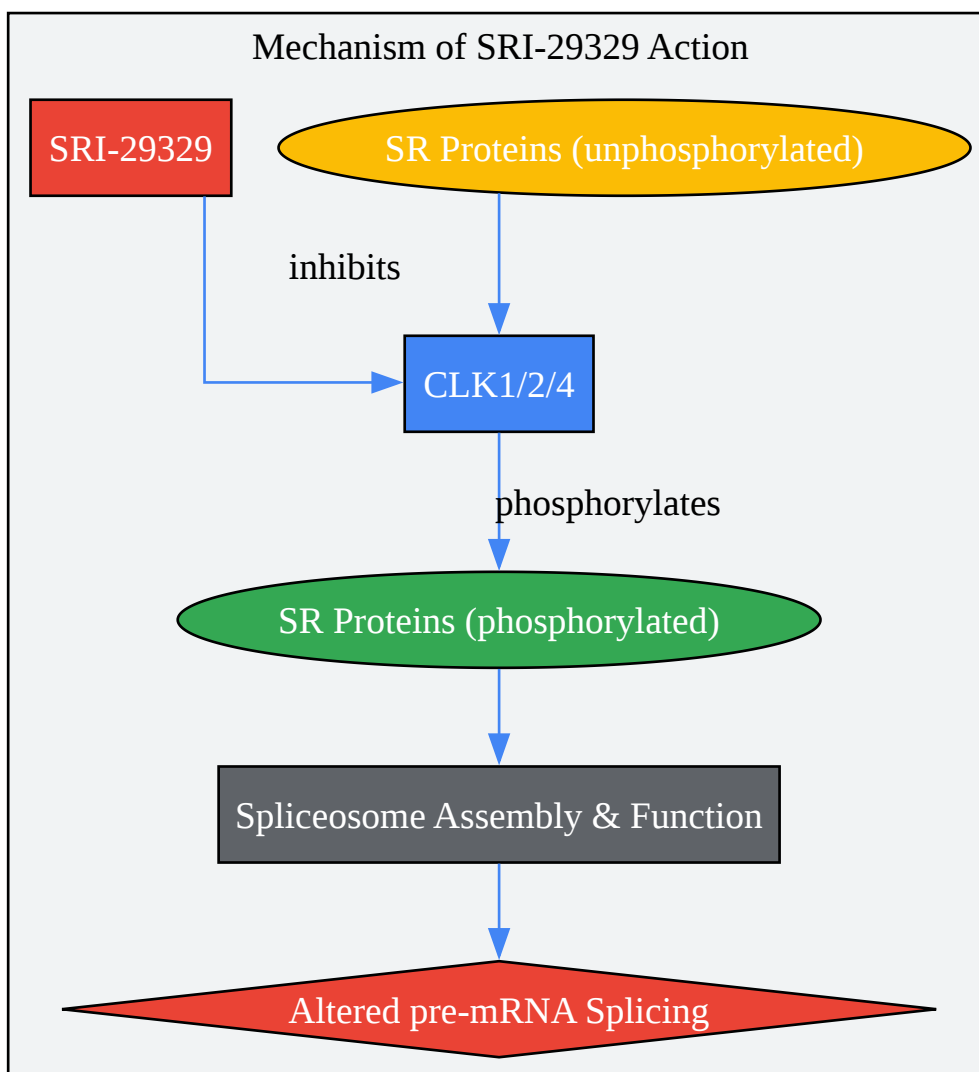 Mechanism of SRI-29329 Action
SRI-29329
SR Proteins (unphosphorylated)
inhibits
CLK1/2/4
phosphorylates
SR Proteins (phosphorylated)
Spliceosome Assembly & Function
Altered pre-mRNA Splicing